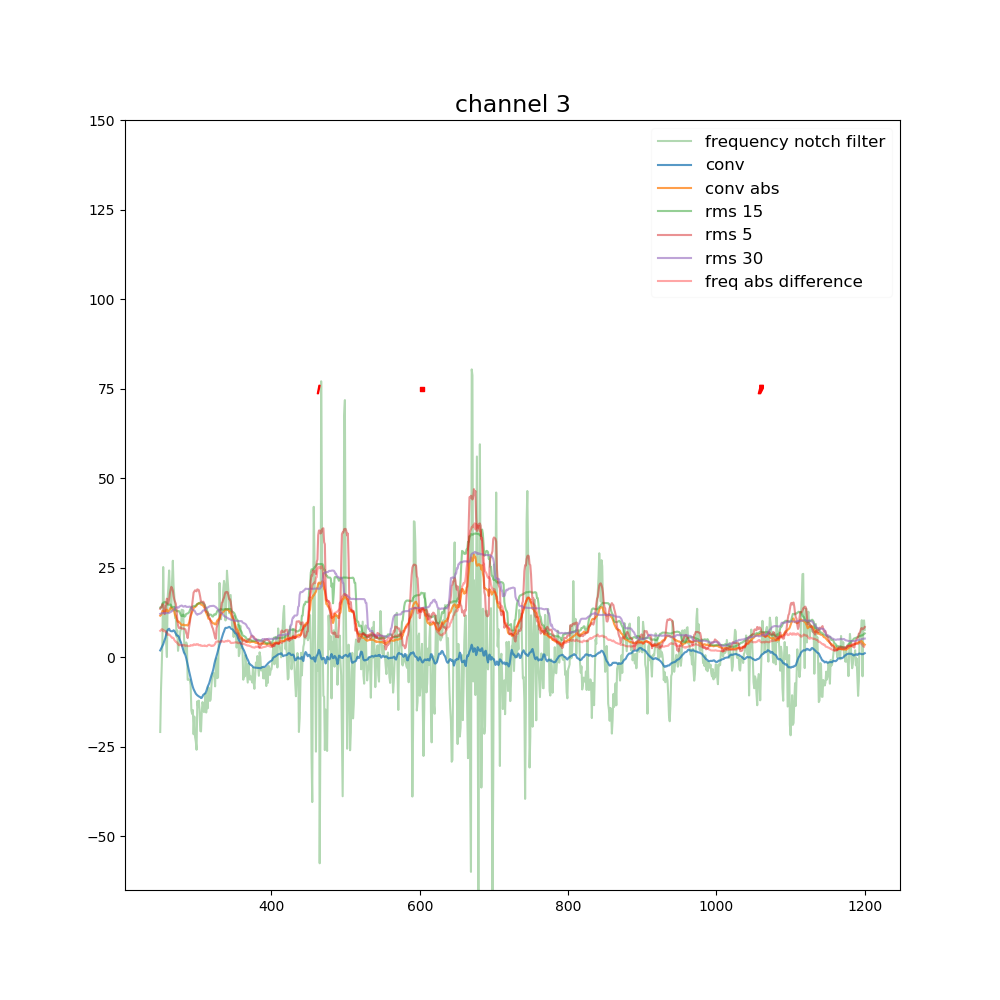 channel 3
150
125
100
75
50
25
0
−25
−50
400 600 800 1000 1200
frequency notch filter
conv
conv abs
rms 15
rms 5
rms 30
freq abs difference